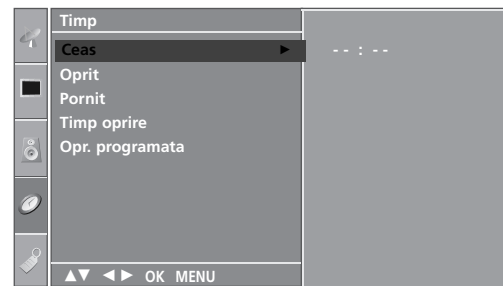 Timp
Ceas ► - - : - -
Oprit
Pornit
Timp oprire
Opr. programata
▲▼ ◄► OK MENU